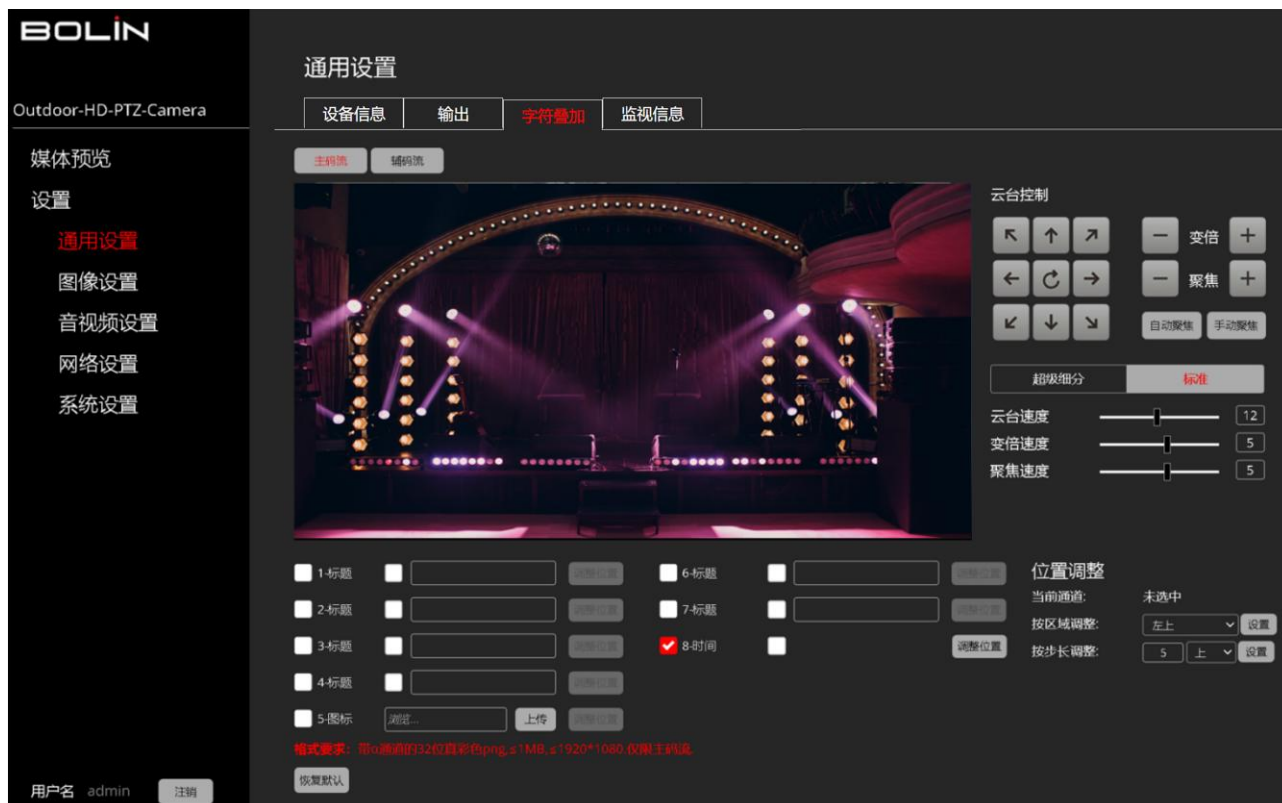 BOLIN
Outdoor-HD-PTZ-Camera
媒体预览
设置
通用设置
图像设置
音视频设置
网络设置
系统设置
用户名 admin 注销
通用设置
设备信息 输出 字符叠加 监视信息
主码流 辅码流
云台控制
变倍
聚焦
自动聚焦 手动聚焦
超级细分 标准
云台速度 12
变倍速度 5
聚焦速度 5
1-标题 调整位置 6-标题 调整位置
2-标题 调整位置 7-标题 调整位置
3-标题 调整位置 8-时间 调整位置
4-标题 调整位置
5-图标 浏览... 上传 调整位置
格式要求: 带α通道的32位真彩色png,≤1MB,≤1920*1080.仅限主码流.
恢复默认
位置调整
当前通道: 未选中
按区域调整: 左上 设置
按步长调整: 5 上 设置